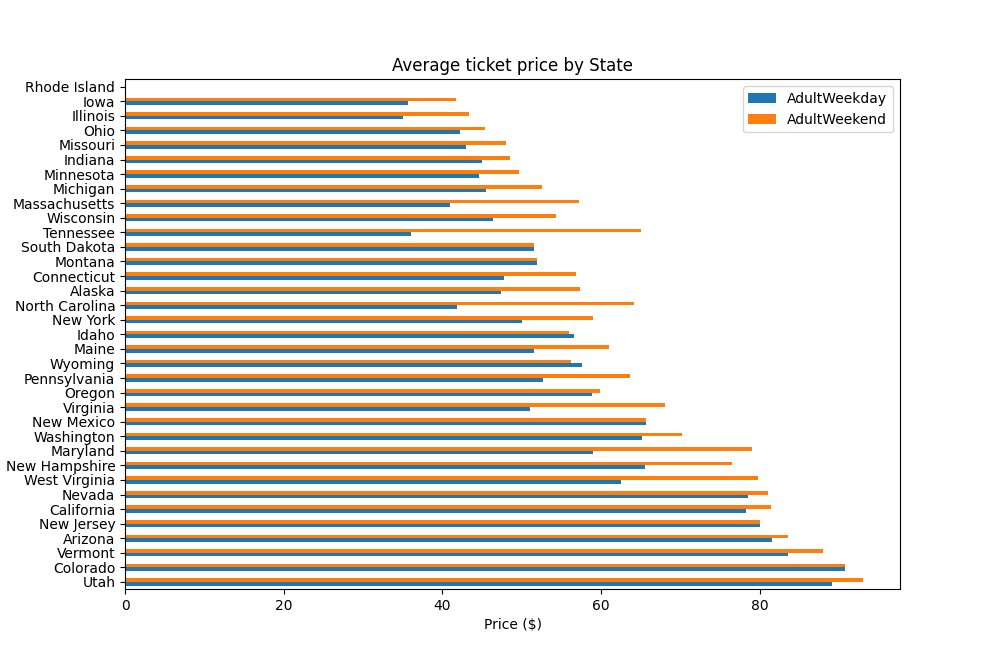 Average ticket price by State
AdultWeekday
AdultWeekend
Rhode Island
Iowa
Illinois
Ohio
Missouri
Indiana
Minnesota
Michigan
Massachusetts
Wisconsin
Tennessee
South Dakota
Montana
Connecticut
Alaska
North Carolina
New York
Idaho
Maine
Wyoming
Pennsylvania
Oregon
Virginia
New Mexico
Washington
Maryland
New Hampshire
West Virginia
Nevada
California
New Jersey
Arizona
Vermont
Colorado
Utah
0 20 40 60 80
Price ($)